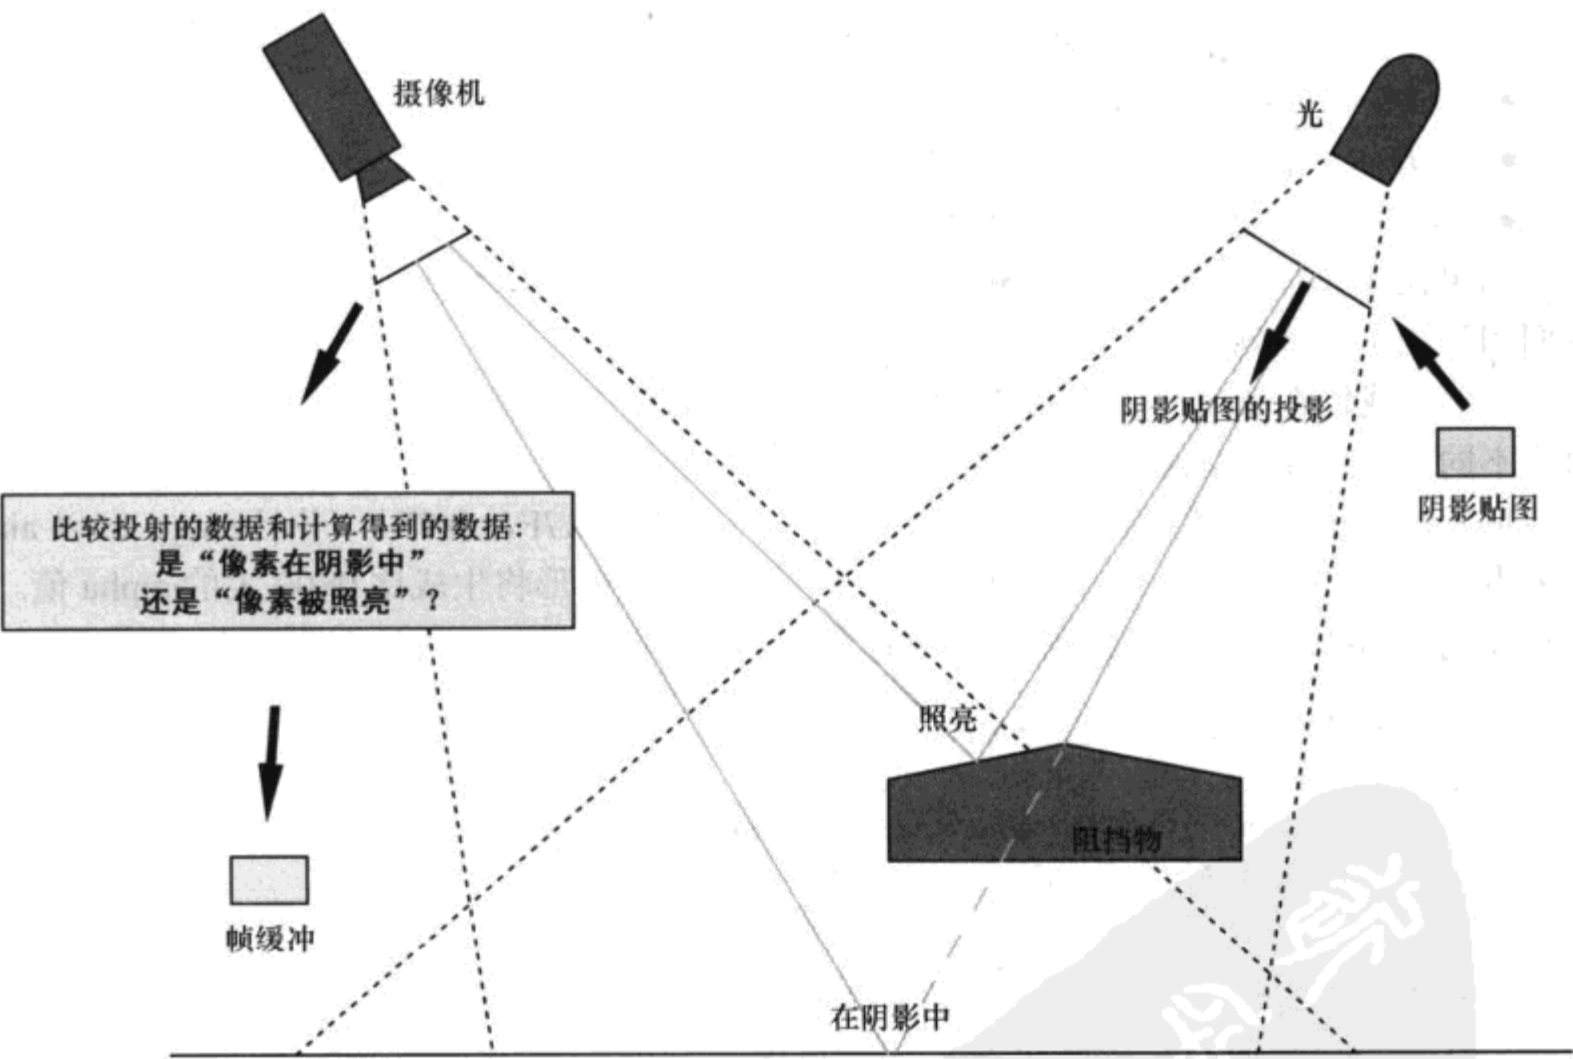 摄像机
光
阴影贴图的投影
阴影贴图
比较投射的数据和计算得到的数据：
是“像素在阴影中”
还是“像素被照亮”？
照亮
阻挡物
帧缓冲
在阴影中